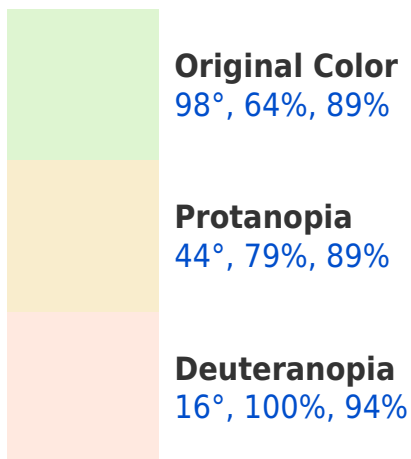 Original Color
98°, 64%, 89%
Protanopia
44°, 79%, 89%
Deuteranopia
16°, 100%, 94%